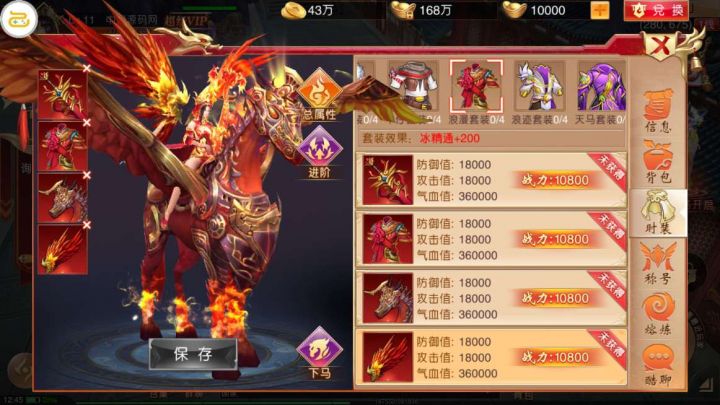 43万
168万
10000
兑换
总属性
进阶
下马
保存
浪漫套装0/4
浪迹套装0/4
天马套装0/4
套装效果: 冰精通+200
防御值: 18000
攻击值: 18000
气血值: 360000
战力:10800
未获得
防御值: 18000
攻击值: 18000
气血值: 360000
战力:10800
未获得
防御值: 18000
攻击值: 18000
气血值: 360000
战力:10800
未获得
防御值: 18000
攻击值: 18000
气血值: 360000
战力:10800
未获得
信息
背包
时装
称号
熔炼
酷聊
12:45